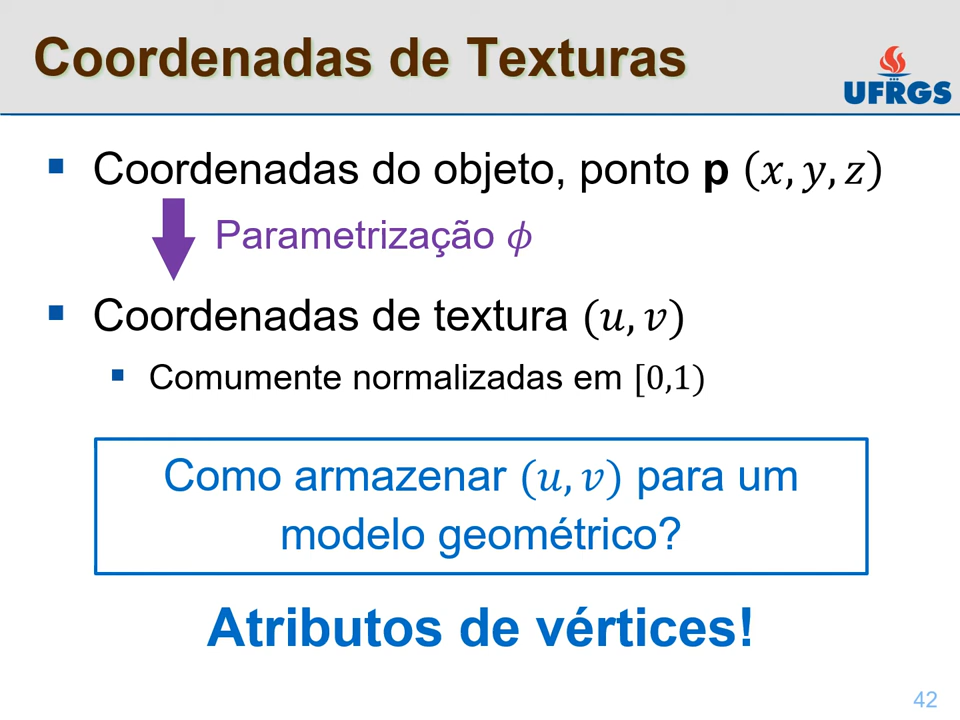 Coordenadas de Texturas
UFRGS
▪ Coordenadas do objeto, ponto p (x, y, z)
Parametrização ϕ
▪ Coordenadas de textura (u, v)
▪ Comumente normalizadas em [0,1)
Como armazenar (u, v) para um
modelo geométrico?
Atributos de vértices!
42